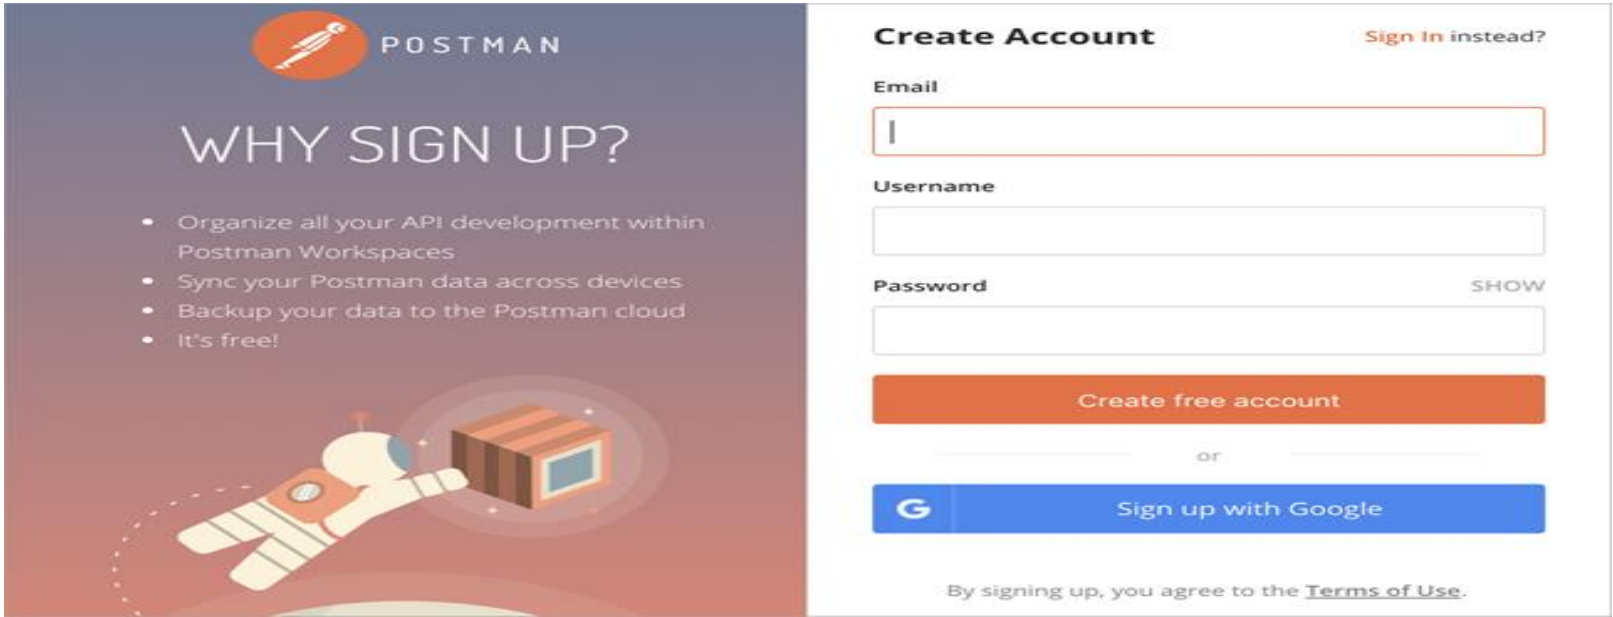 POSTMAN
WHY SIGN UP?
• Organize all your API development within
Postman Workspaces
• Sync your Postman data across devices
• Backup your data to the Postman cloud
• It's free!
Create Account
Sign In instead?
Email
Username
Password
SHOW
Create free account
or
G
Sign up with Google
By signing up, you agree to the Terms of Use.